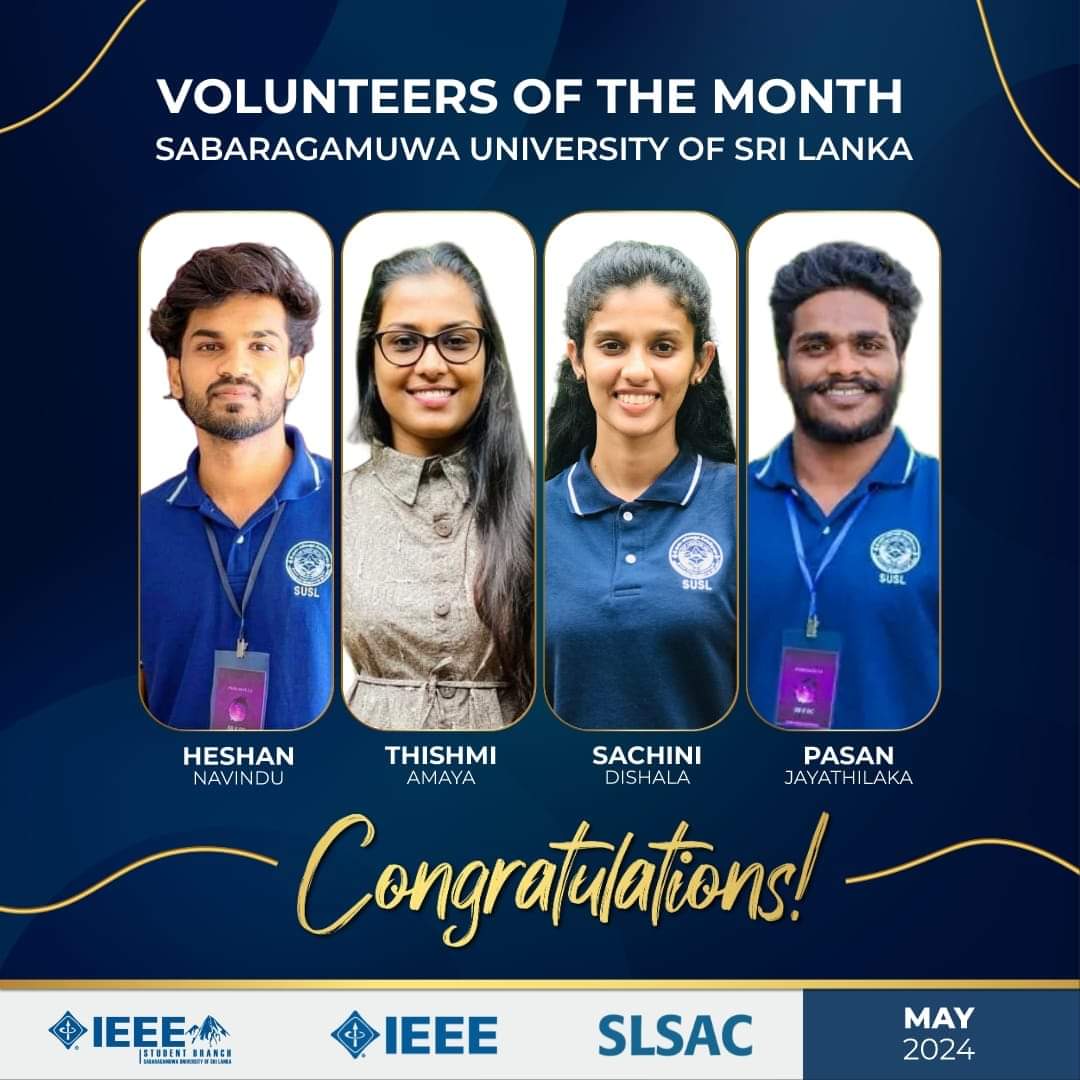 VOLUNTEERS OF THE MONTH
SABARAGAMUWA UNIVERSITY OF SRI LANKA
SUSL
SUSL
SUSL
HESHAN
NAVINDU
THISHMI
AMAYA
SACHINI
DISHALA
PASAN
JAYATHILAKA
Congratulations!
IEEE
STUDENT BRANCH
SABARAGAMUWA UNIVERSITY OF SRI LANKA
IEEE
SLSAC
MAY
2024